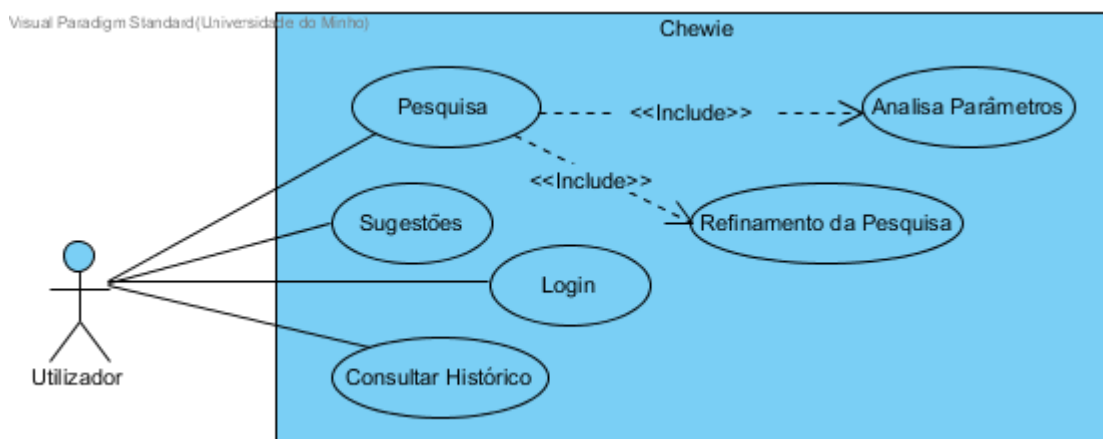 Visual Paradigm Standard(Universidade do Minho)
Chewie
Pesquisa
<<Include>>
Analisa Parâmetros
<<Include>>
Sugestões
Refinamento da Pesquisa
Login
Utilizador
Consultar Histórico